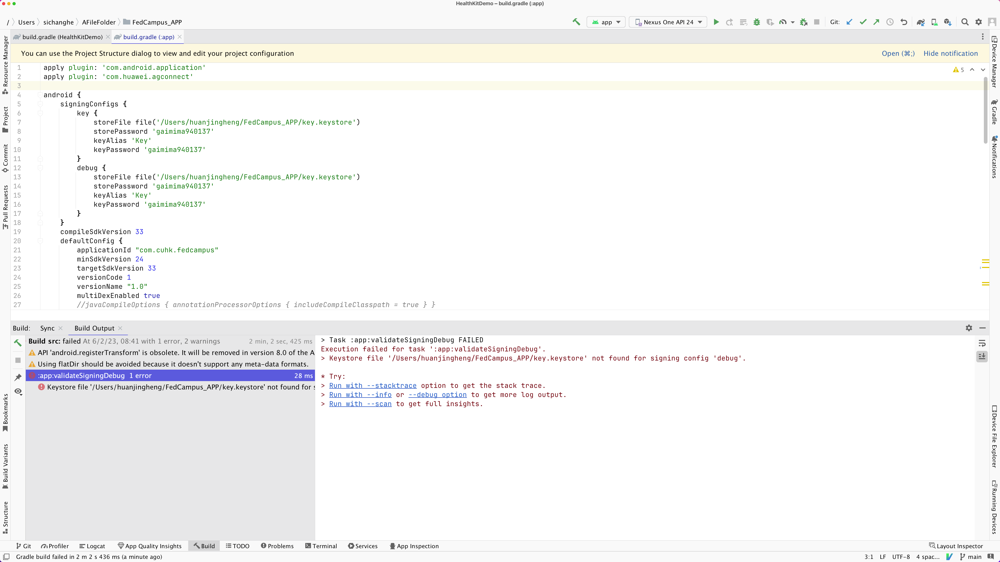 HealthKitDemo – build.gradle (:app)
/ Users sichanghe AFileFolder FedCampus_APP
app
Nexus One API 24
Git:
build.gradle (HealthKitDemo)
build.gradle (:app)
You can use the Project Structure dialog to view and edit your project configuration
Open (⌘;)
Hide notification
5
1 apply plugin: 'com.android.application'
2 apply plugin: 'com.huawei.agconnect'
3
4 android {
5 signingConfigs {
6 key {
7 storeFile file('/Users/huanjingheng/FedCampus_APP/key.keystore')
8 storePassword 'gaimima940137'
9 keyAlias 'Key'
10 keyPassword 'gaimima940137'
11 }
12 debug {
13 storeFile file('/Users/huanjingheng/FedCampus_APP/key.keystore')
14 storePassword 'gaimima940137'
15 keyAlias 'Key'
16 keyPassword 'gaimima940137'
17 }
18 }
19 compileSdkVersion 33
20 defaultConfig {
21 applicationId "com.cuhk.fedcampus"
22 minSdkVersion 24
23 targetSdkVersion 33
24 versionCode 1
25 versionName "1.0"
26 multiDexEnabled true
27 //javaCompileOptions { annotationProcessorOptions { includeCompileClasspath = true } }
Resource Manager
Project
Commit
Pull Requests
Bookmarks
Build Variants
Structure
Device Manager
Gradle
Notifications
Device File Explorer
Running Devices
Build: Sync Build Output
Build src: failed At 6/2/23, 08:41 with 1 error, 2 warnings 2 min, 2 sec, 425 ms
API 'android.registerTransform' is obsolete. It will be removed in version 8.0 of the A
Using flatDir should be avoided because it doesn't support any meta-data formats.
:app:validateSigningDebug 1 error 28 ms
Keystore file '/Users/huanjingheng/FedCampus_APP/key.keystore' not found for s
> Task :app:validateSigningDebug FAILED
Execution failed for task ':app:validateSigningDebug'.
> Keystore file '/Users/huanjingheng/FedCampus_APP/key.keystore' not found for signing config 'debug'.
* Try:
> Run with --stacktrace option to get the stack trace.
> Run with --info or --debug option to get more log output.
> Run with --scan to get full insights.
Git Profiler Logcat App Quality Insights Build TODO Problems Terminal Services App Inspection Layout Inspector
Gradle build failed in 2 m 2 s 436 ms (a minute ago) 3:1 LF UTF-8 4 spac... main